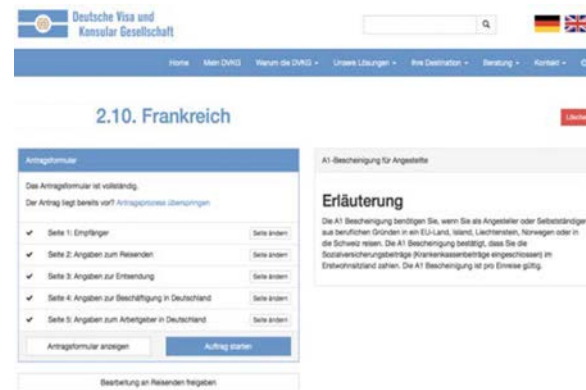 Deutsche Visa und
Konsular Gesellschaft
Home Mein DVKG Warum die DVKG Unsere Lösungen Ihre Destination Beratung Kontakt
2.10. Frankreich
Antragsformular
Das Antragsformular ist vollständig.
Der Antrag liegt bereits vor? Antragsprozess überspringen
Seite 1: Empfänger Seite ändern
Seite 2: Angaben zum Reisenden Seite ändern
Seite 3: Angaben zur Entsendung Seite ändern
Seite 4: Angaben zur Beschäftigung in Deutschland Seite ändern
Seite 5: Angaben zum Arbeitgeber in Deutschland Seite ändern
Antragsformular anzeigen Auftrag starten
Bearbeitung an Reisenden freigeben
A1-Bescheinigung für Angestellte
Erläuterung
Die A1 Bescheinigung benötigen Sie, wenn Sie als Angestellter oder Selbstständiger
aus beruflichen Gründen in ein EU-Land, Island, Liechtenstein, Norwegen oder in
die Schweiz reisen. Die A1 Bescheinigung bestätigt, dass Sie die
Sozialversicherungsbeiträge (Krankenkassenbeiträge eingeschlossen) im
Erstwohnsitzland zahlen. Die A1 Bescheinigung ist pro Einreise gültig.